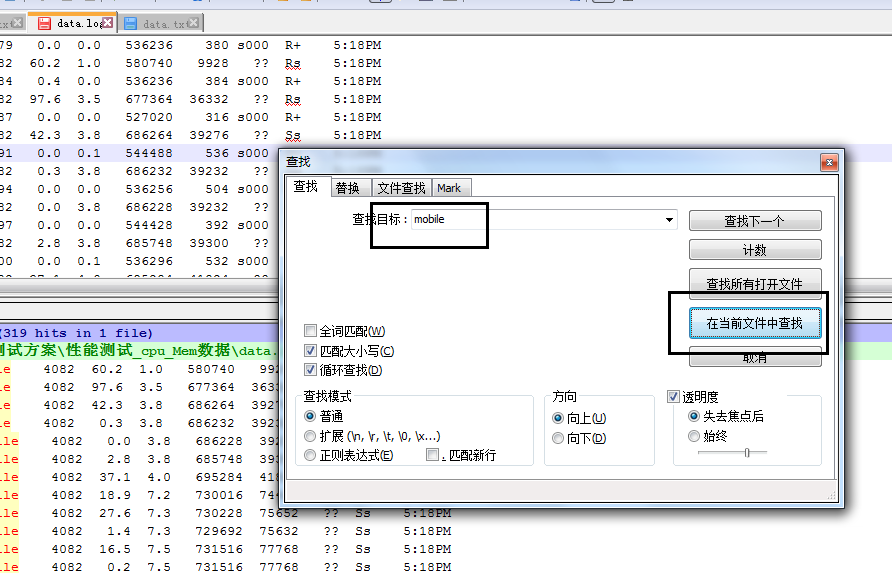 data.log data.txt
79 0.0 0.0 536236 380 s000 R+ 5:18PM
82 60.2 1.0 580740 9928 ?? Rs 5:18PM
84 0.4 0.0 536236 384 s000 R+ 5:18PM
82 97.6 3.5 677364 36332 ?? Rs 5:18PM
87 0.0 0.0 527020 316 s000 R+ 5:18PM
82 42.3 3.8 686264 39276 ?? Ss 5:18PM
91 0.0 0.1 544488 536 s000
82 0.3 3.8 686232 39232 ??
94 0.0 0.0 536256 504 s000
82 0.0 3.8 686228 39232 ??
97 0.0 0.0 544428 392 s000
82 2.8 3.8 685748 39300 ??
00 0.0 0.1 536296 532 s000
查找
查找 替换 文件查找 Mark
查找目标: mobile
查找下一个
计数
查找所有打开文件
在当前文件中查找
取消
全词匹配(W)
匹配大小写(C)
循环查找(D)
查找模式
普通
扩展 (\n, \r, \t, \0, \x...)
正则表达式(E)
. 匹配新行
方向
向上(U)
向下(D)
透明度
失去焦点后
始终
(319 hits in 1 file)
测试方案\性能测试_cpu_Mem数据\data.
le 4082 60.2 1.0 580740 992
le 4082 97.6 3.5 677364 3633
le 4082 42.3 3.8 686264 3927
le 4082 0.3 3.8 686232 3923
ile 4082 0.0 3.8 686228 392
ile 4082 2.8 3.8 685748 393
ile 4082 37.1 4.0 695284 418
ile 4082 18.9 7.2 730016 744
ile 4082 27.6 7.3 730228 75652 ?? Ss 5:18PM
ile 4082 1.4 7.3 729692 75632 ?? Ss 5:18PM
ile 4082 16.5 7.5 731516 77768 ?? Ss 5:18PM
ile 4082 0.2 7.5 731516 77768 ?? Ss 5:18PM